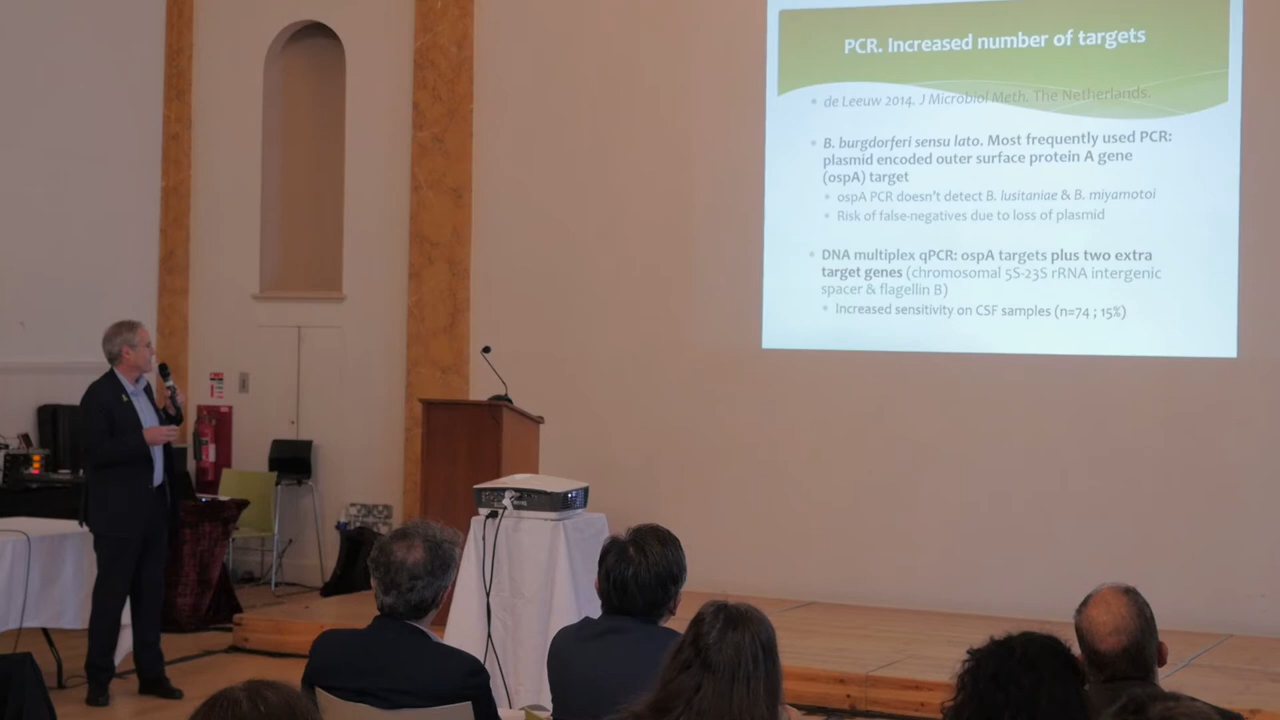 PCR. Increased number of targets
de Leeuw 2014. J Microbiol Meth. The Netherlands.
B. burgdorferi sensu lato. Most frequently used PCR:
plasmid encoded outer surface protein A gene
(ospA) target
ospA PCR doesn't detect B. lusitaniae & B. miyamotoi
Risk of false-negatives due to loss of plasmid
DNA multiplex qPCR: ospA targets plus two extra
target genes (chromosomal 5S-23S rRNA intergenic
spacer & flagellin B)
Increased sensitivity on CSF samples (n=74 ; 15%)